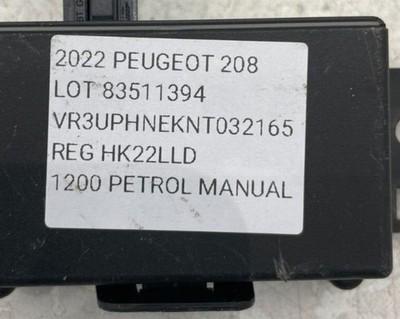 2022 PEUGEOT 208
LOT 83511394
VR3UPHNEKNT032165
REG HK22LLD
1200 PETROL MANUAL